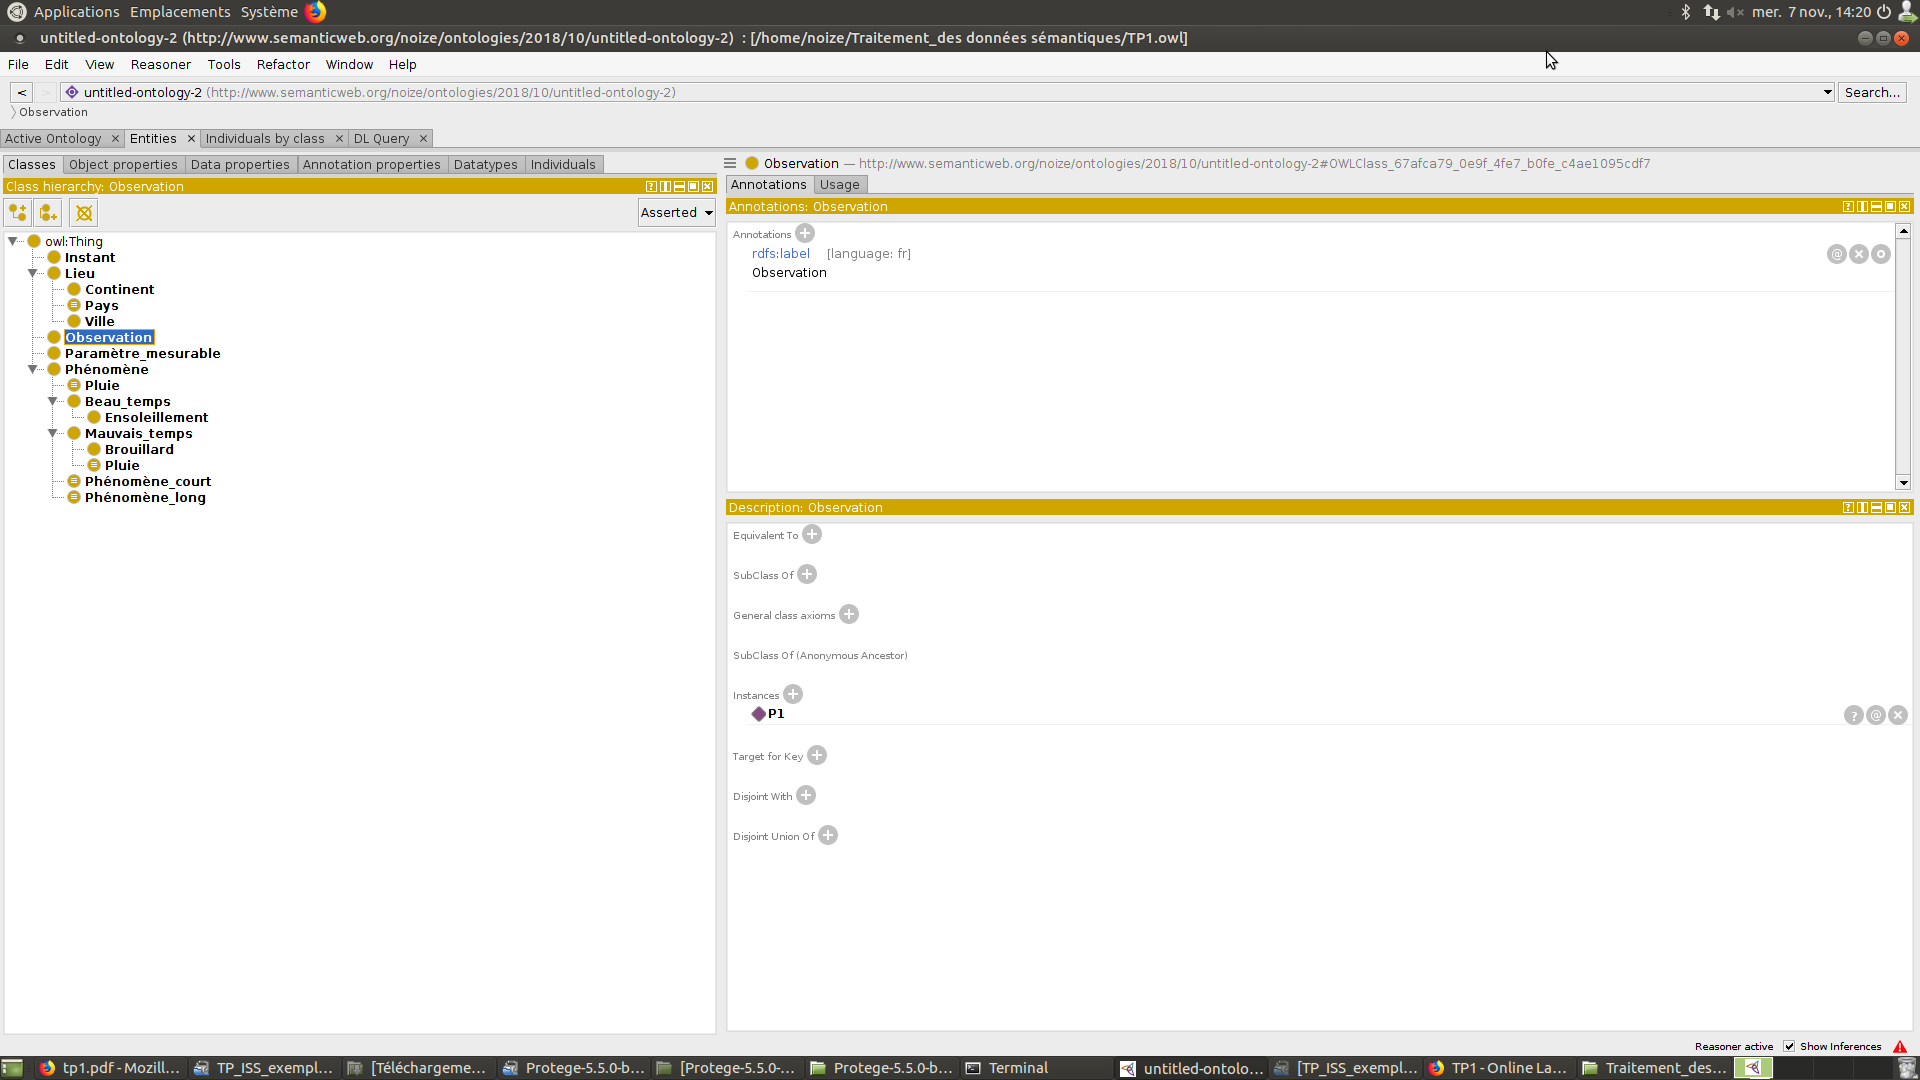 Applications Emplacements Système mer. 7 nov., 14:20
untitled-ontology-2 (http://www.semanticweb.org/noize/ontologies/2018/10/untitled-ontology-2) : [/home/noize/Traitement_des données sémantiques/TP1.owl]
File Edit View Reasoner Tools Refactor Window Help
< > untitled-ontology-2 (http://www.semanticweb.org/noize/ontologies/2018/10/untitled-ontology-2) Search...
Observation
Active Ontology Entities Individuals by class DL Query
Classes Object properties Data properties Annotation properties Datatypes Individuals
Class hierarchy: Observation
Asserted
owl:Thing
Instant
Lieu
Continent
Pays
Ville
Observation
Paramètre_mesurable
Phénomène
Pluie
Beau_temps
Ensoleillement
Mauvais_temps
Brouillard
Pluie
Phénomène_court
Phénomène_long
Observation — http://www.semanticweb.org/noize/ontologies/2018/10/untitled-ontology-2#OWLClass_67afca79_0e9f_4fe7_b0fe_c4ae1095cdf7
Annotations Usage
Annotations: Observation
Annotations
rdfs:label [language: fr]
Observation
Description: Observation
Equivalent To
SubClass Of
General class axioms
SubClass Of (Anonymous Ancestor)
Instances
P1
Target for Key
Disjoint With
Disjoint Union Of
Reasoner active Show Inferences
tp1.pdf - Mozill... TP_ISS_exempl... [Téléchargeme... Protege-5.5.0-b... [Protege-5.5.0-... Protege-5.5.0-b... Terminal untitled-ontolo... [TP_ISS_exempl... TP1 - Online La... Traitement_des...